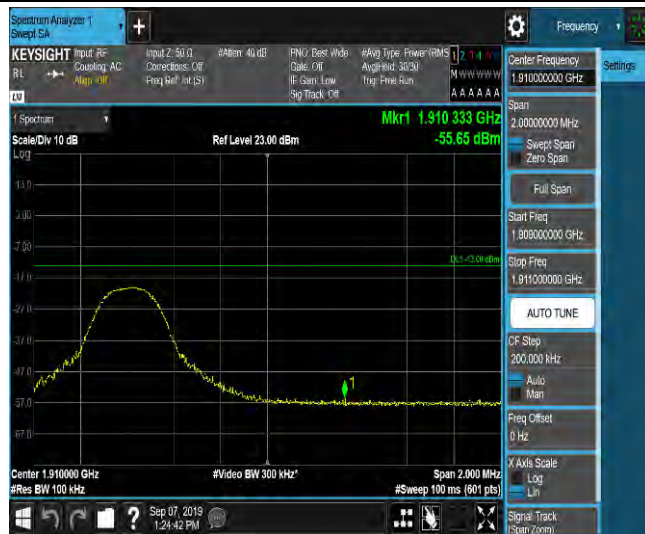 Spectrum Analyzer 1
Swept SA
Frequency
KEYSIGHT
Input: RF
Coupling: AC
Align: Off
Input Z: 50 Ω
Corrections: Off
Freq Ref: Int (S)
#Atten: 40 dB
PNO: Best Wide
Gate: Off
IF Gain: Low
Sig Track: Off
#Avg Type: Power (RMS
Avg|Hold: 30/30
Trig: Free Run
M W W W W W
A A A A A A
RL
LVI
Center Frequency
1.910000000 GHz
Settings
Span
2.00000000 MHz
Swept Span
Zero Span
Full Span
Start Freq
1.909000000 GHz
Stop Freq
1.911000000 GHz
AUTO TUNE
CF Step
200.000 kHz
Auto
Man
Freq Offset
0 Hz
X Axis Scale
Log
Lin
Signal Track
(Span Zoom)
1 Spectrum
Scale/Div 10 dB
Ref Level 23.00 dBm
Mkr1 1.910 333 GHz
-55.65 dBm
Log
13.0
3.00
-7.00
DL1 -13.00 dBm
-17.0
-27.0
-37.0
-47.0
-57.0
-67.0
1
Center 1.910000 GHz
#Video BW 300 kHz*
Span 2.000 MHz
#Res BW 100 kHz
#Sweep 100 ms (601 pts)
Sep 07, 2019
1:24:42 PM